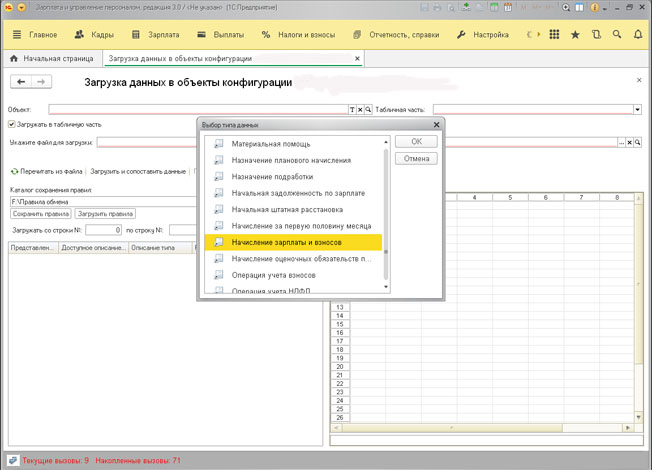 Зарплата и управление персоналом, редакция 3.0 / <Не указан> (1С:Предприятие)
M M+ M-
Главное Кадры Зарплата Выплаты % Налоги и взносы Отчетность, справки Настройка
Начальная страница Загрузка данных в объекты конфигурации
Загрузка данных в объекты конфигурации
Объект: Табличная часть:
Загружать в табличную часть
Укажите файл для загрузки:
Перечитать из файла Загрузить и сопоставить данные
Каталог сохранения правил:
F:\Правила обмена
Сохранить правила Загрузить правила
Загружать со строки №: 0 по строку №:
Представлен... Доступное описание... Описание типа
Выбор типа данных
Материальная помощь
Назначение планового начисления
Назначение подработки
Начальная задолженность по зарплате
Начальная штатная расстановка
Начисление за первую половину месяца
Начисление зарплаты и взносов
Начисление оценочных обязательств п...
Операция учета взносов
Операция учета НДФЛ
OK
Отмена
4 5 6 7 8
13
14
15
16
17
18
19
20
21
22
23
24
25
26
Текущие вызовы: 9 Накопленные вызовы: 71